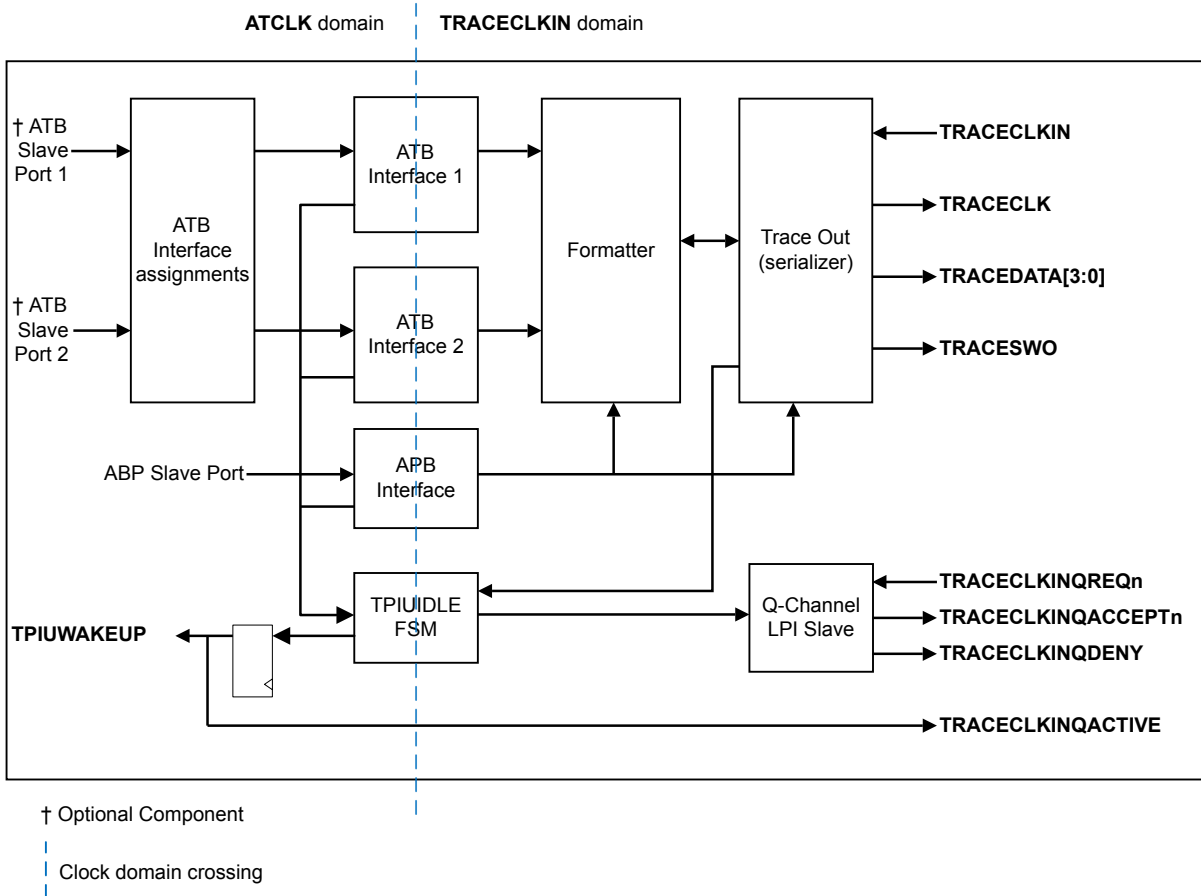 ATCLK domain
TRACECLKIN domain
† ATB
Slave
Port 1
† ATB
Slave
Port 2
ATB
Interface
assignments
ATB
Interface 1
ATB
Interface 2
Formatter
Trace Out
(serializer)
TRACECLKIN
TRACECLK
TRACEDATA[3:0]
TRACESWO
ABP Slave Port
APB
Interface
TPIUWAKEUP
TPIUIDLE
FSM
Q-Channel
LPI Slave
TRACECLKINQREQn
TRACECLKINQACCEPTn
TRACECLKINQDENY
TRACECLKINQACTIVE
† Optional Component
Clock domain crossing